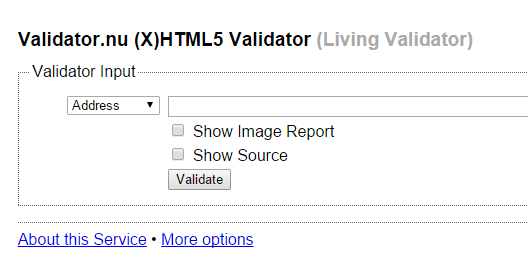 Validator.nu (X)HTML5 Validator (Living Validator)
Validator Input
Address
Show Image Report
Show Source
Validate
About this Service • More options